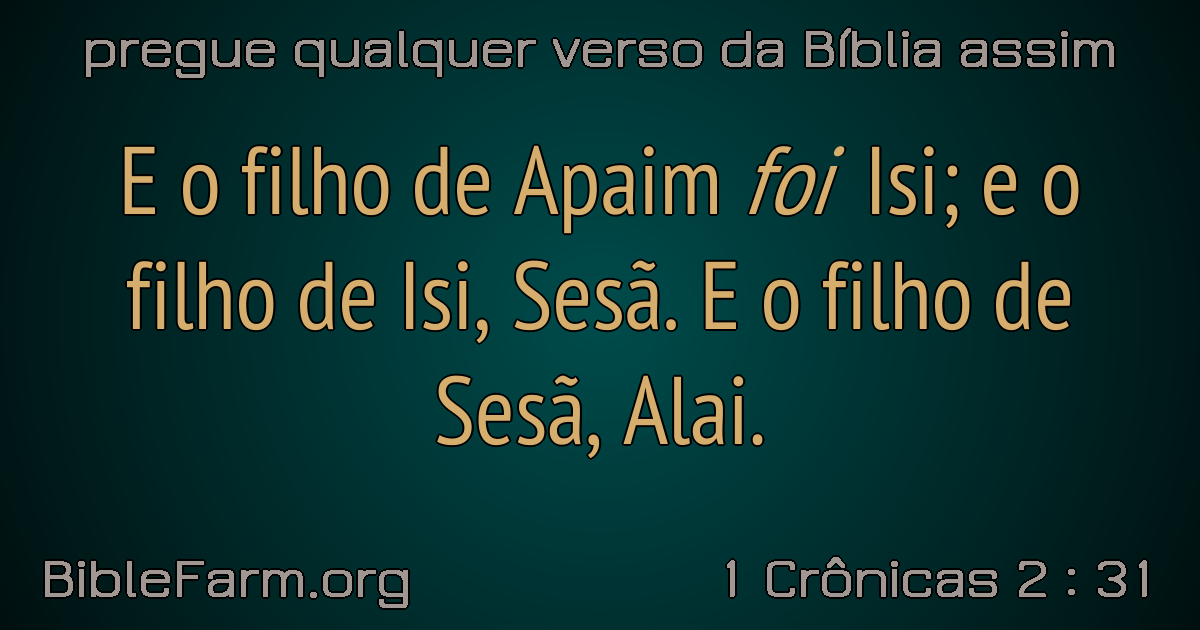 pregue qualquer verso da Bíblia assim
E o filho de Apaim foi Isi; e o
filho de Isi, Sesã. E o filho de
Sesã, Alai.
BibleFarm.org
1 Crônicas 2 : 31